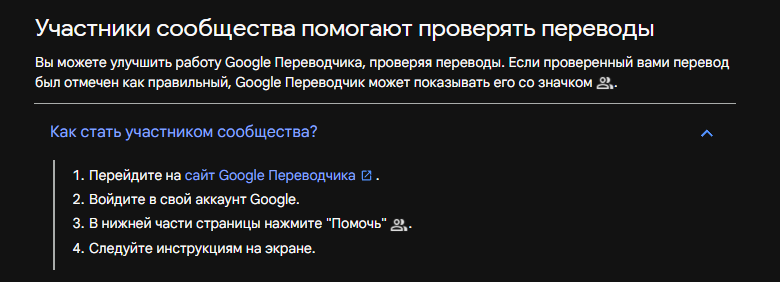 Участники сообщества помогают проверять переводы
Вы можете улучшить работу Google Переводчика, проверяя переводы. Если проверенный вами перевод
был отмечен как правильный, Google Переводчик может показывать его со значком .
Как стать участником сообщества?
1. Перейдите на сайт Google Переводчика .
2. Войдите в свой аккаунт Google.
3. В нижней части страницы нажмите "Помочь" .
4. Следуйте инструкциям на экране.